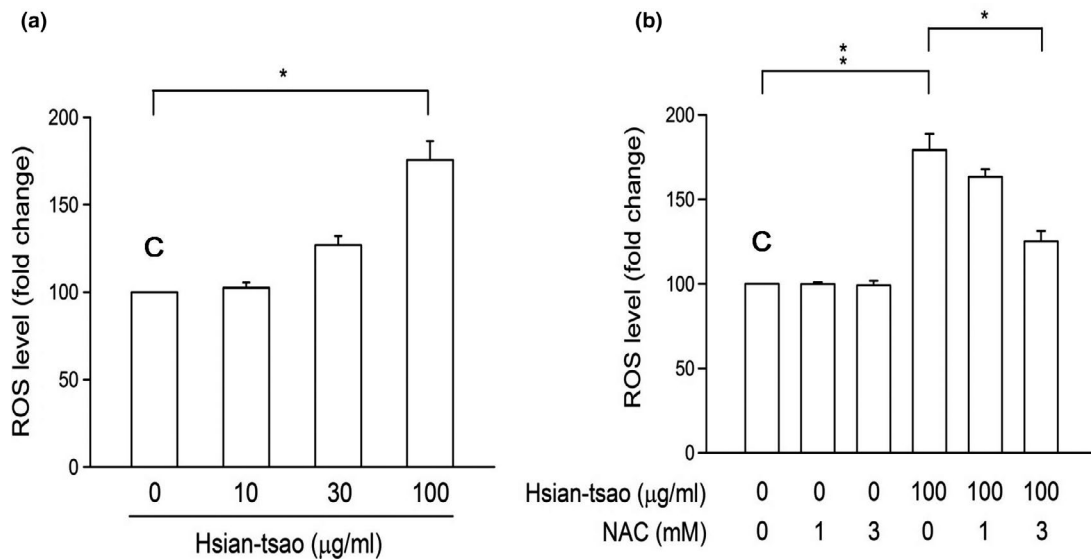 (a)
*
200
150
100
50
0
ROS level (fold change)
C
0 10 30 100
Hsian-tsao (µg/ml)
(b)
*
*
*
200
150
100
50
0
ROS level (fold change)
C
Hsian-tsao (µg/ml) 0 0 0 100 100 100
NAC (mM) 0 1 3 0 1 3